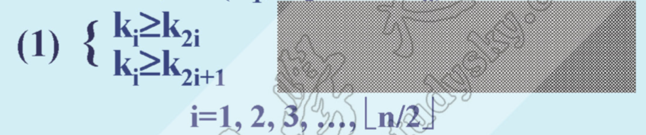 (1) { kᵢ≥k₂ᵢ
kᵢ≥k₂ᵢ₊₁
i=1, 2, 3, …, ⌊n/2⌋